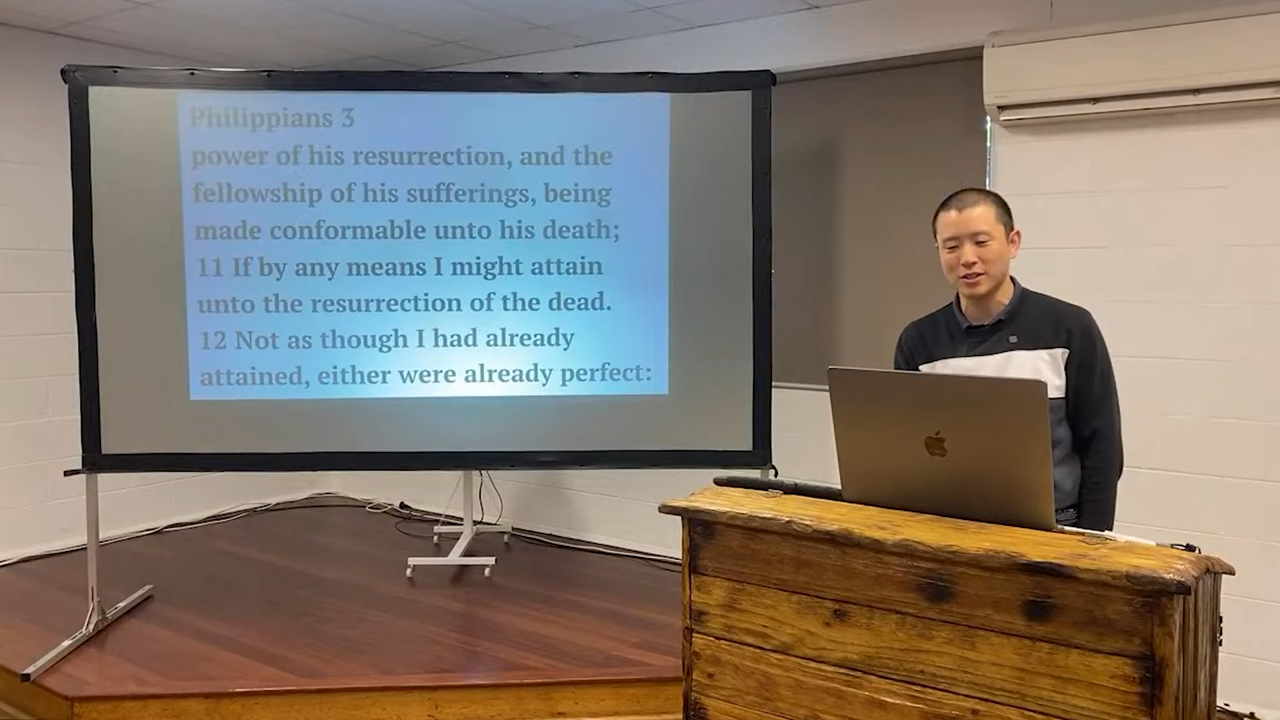 Philippians 3
power of his resurrection, and the
fellowship of his sufferings, being
made conformable unto his death;
11 If by any means I might attain
unto the resurrection of the dead.
12 Not as though I had already
attained, either were already perfect: